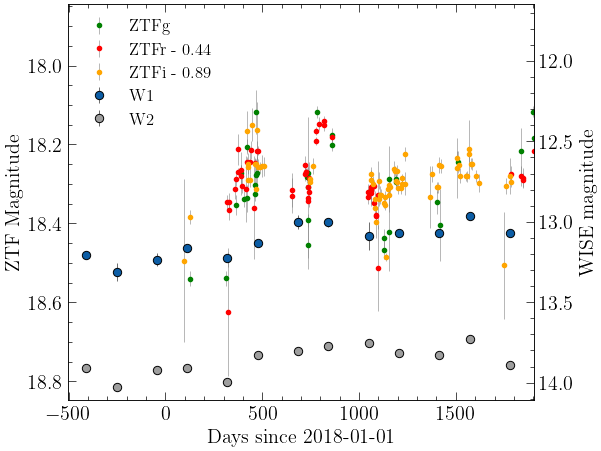 ZTFg
ZTFr - 0.44
ZTFi - 0.89
W1
W2
18.0
18.2
18.4
18.6
18.8
ZTF Magnitude
12.0
12.5
13.0
13.5
14.0
WISE magnitude
−500 0 500 1000 1500
Days since 2018-01-01